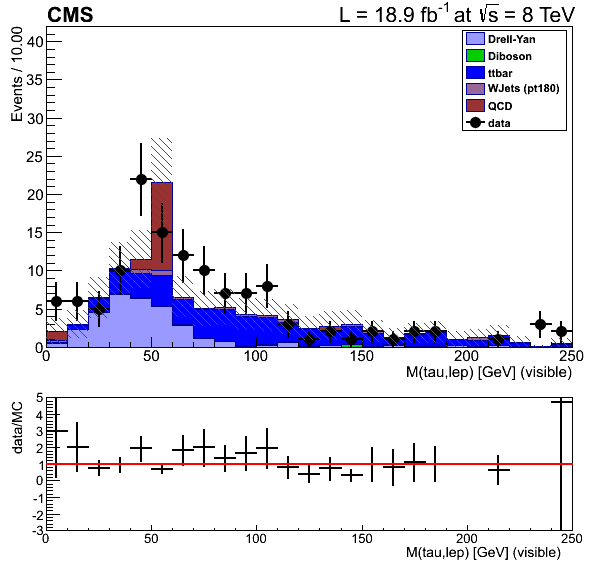 CMS L = 18.9 fb⁻¹ at √s = 8 TeV
Events / 10.00
40
35
30
25
20
15
10
5
0
Drell-Yan
Diboson
ttbar
WJets (pt180)
QCD
data
0 50 100 150 200 250
M(tau,lep) [GeV] (visible)
data/MC
5
4
3
2
1
0
-1
-2
-3
0 50 100 150 200 250
M(tau,lep) [GeV] (visible)